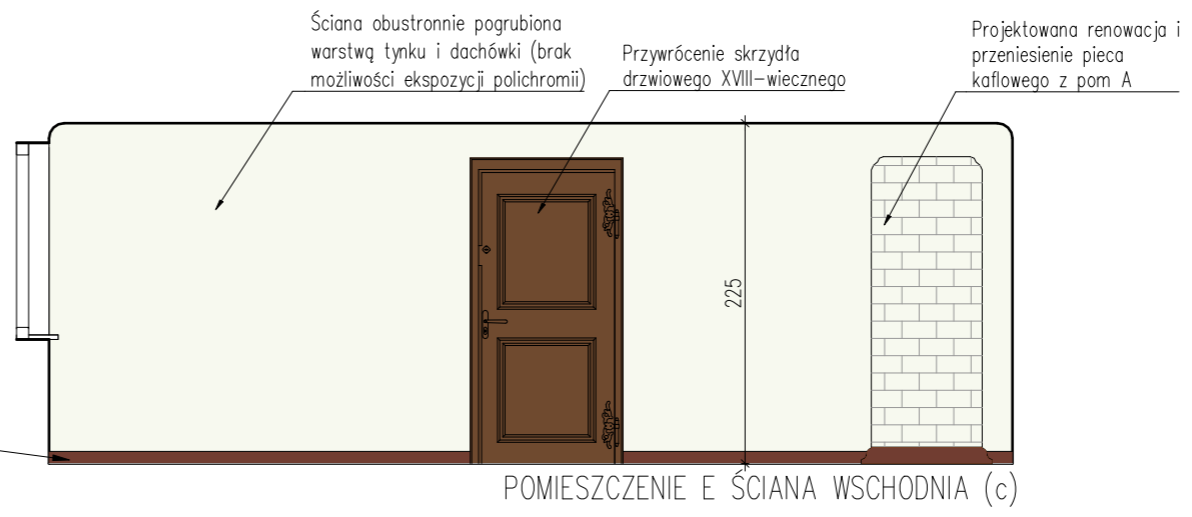 Ściana obustronnie pogrubiona
warstwą tynku i dachówki (brak
możliwości ekspozycji polichromii)
Przywrócenie skrzydła
drzwiowego XVIII–wiecznego
Projektowana renowacja i
przeniesienie pieca
kaflowego z pom A
225
POMIESZCZENIE E ŚCIANA WSCHODNIA (c)